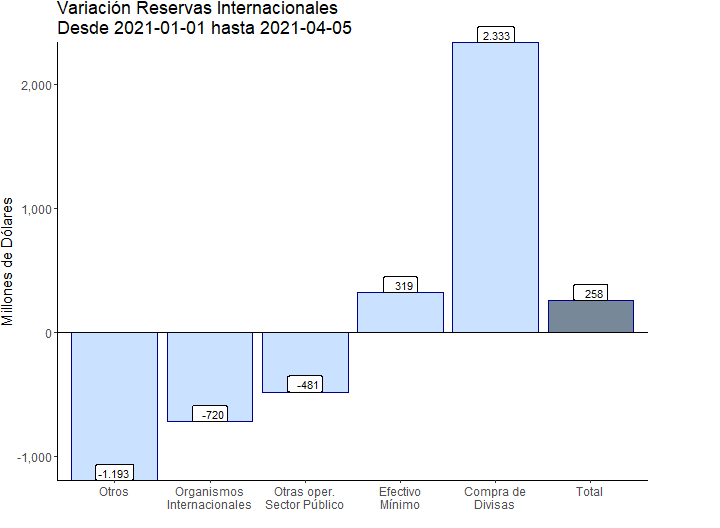 Variación Reservas Internacionales
Desde 2021-01-01 hasta 2021-04-05
Millones de Dólares
2,000
1,000
0
-1,000
-1.193
-720
-481
319
2.333
258
Otros
Organismos
Internacionales
Otras oper.
Sector Público
Efectivo
Mínimo
Compra de
Divisas
Total